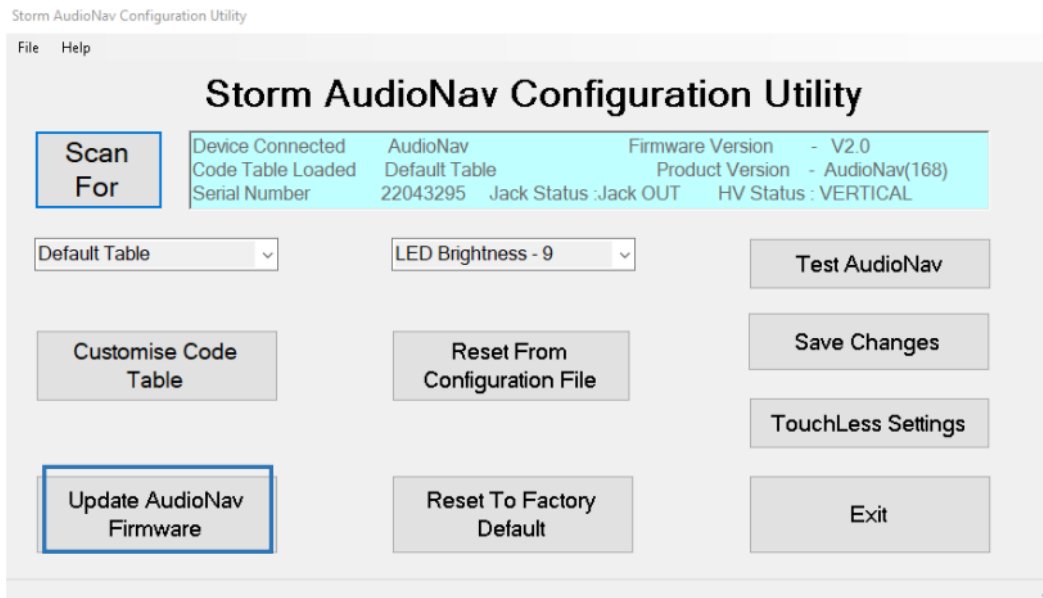 Storm AudioNav Configuration Utility
File Help
Storm AudioNav Configuration Utility
Scan
For
Device Connected AudioNav Firmware Version - V2.0
Code Table Loaded Default Table Product Version - AudioNav(168)
Serial Number 22043295 Jack Status :Jack OUT HV Status : VERTICAL
Default Table
LED Brightness - 9
Test AudioNav
Customise Code
Table
Reset From
Configuration File
Save Changes
TouchLess Settings
Update AudioNav
Firmware
Reset To Factory
Default
Exit